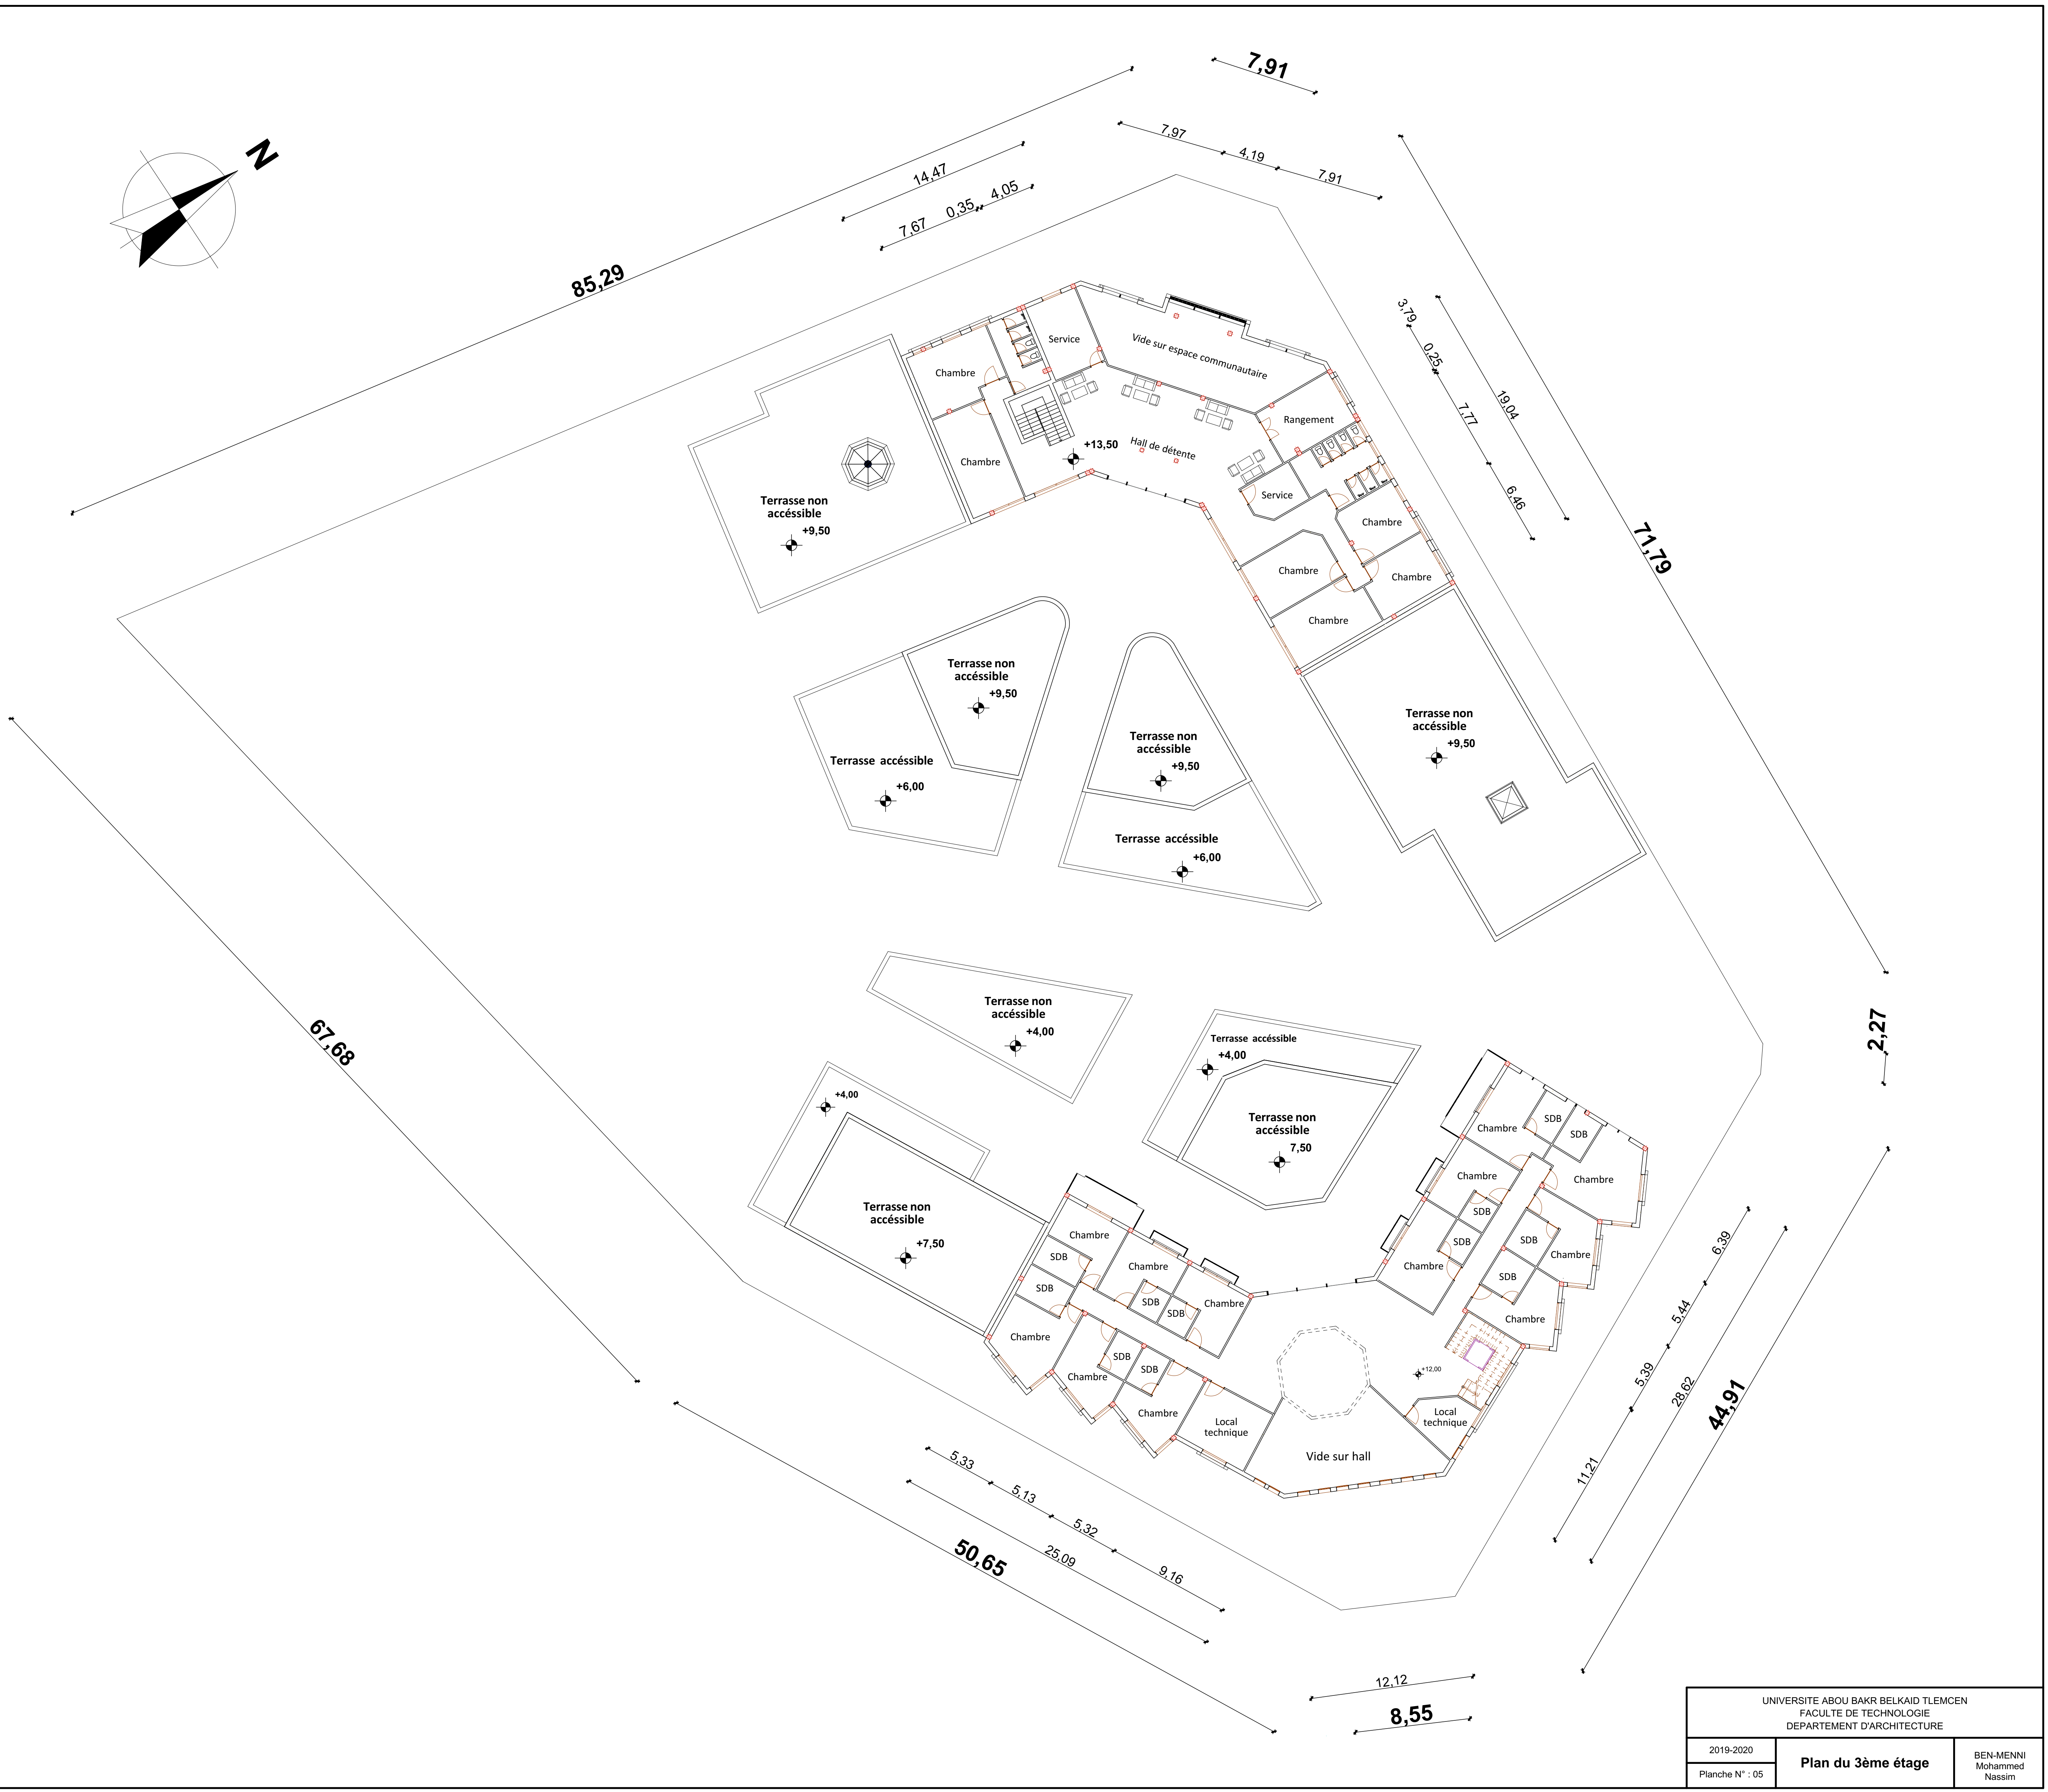 7,91
7,97
4,19
7,91
N
14,47
4,05
0,35
7,67
85,29
3,79
0,25
19,04
7,77
6,46
71,79
Service
Vide sur espace communautaire
Chambre
Rangement
+13,50
Hall de détente
Chambre
Service
Terrasse non
accéssible
+9,50
Chambre
Chambre
Chambre
Chambre
Terrasse non
accéssible
+9,50
Terrasse non
accéssible
+9,50
Terrasse non
accéssible
+9,50
Terrasse accéssible
+6,00
Terrasse accéssible
+6,00
67,68
Terrasse non
accéssible
+4,00
Terrasse accéssible
+4,00
2,27
+4,00
Terrasse non
accéssible
7,50
SDB
Chambre
SDB
Chambre
Chambre
SDB
Terrasse non
accéssible
+7,50
Chambre
SDB
SDB
Chambre
SDB
Chambre
Chambre
SDB
SDB
Chambre
SDB
SDB
Chambre
Chambre
Chambre
SDB
SDB
+12,00
Chambre
Chambre
Local
technique
Local
technique
Vide sur hall
6,39
5,44
5,39
28,62
44,91
11,21
5,33
5,13
5,32
25,09
9,16
50,65
12,12
8,55
UNIVERSITE ABOU BAKR BELKAID TLEMCEN
FACULTE DE TECHNOLOGIE
DEPARTEMENT D'ARCHITECTURE
2019-2020
Planche N° : 05
Plan du 3ème étage
BEN-MENNI
Mohammed
Nassim